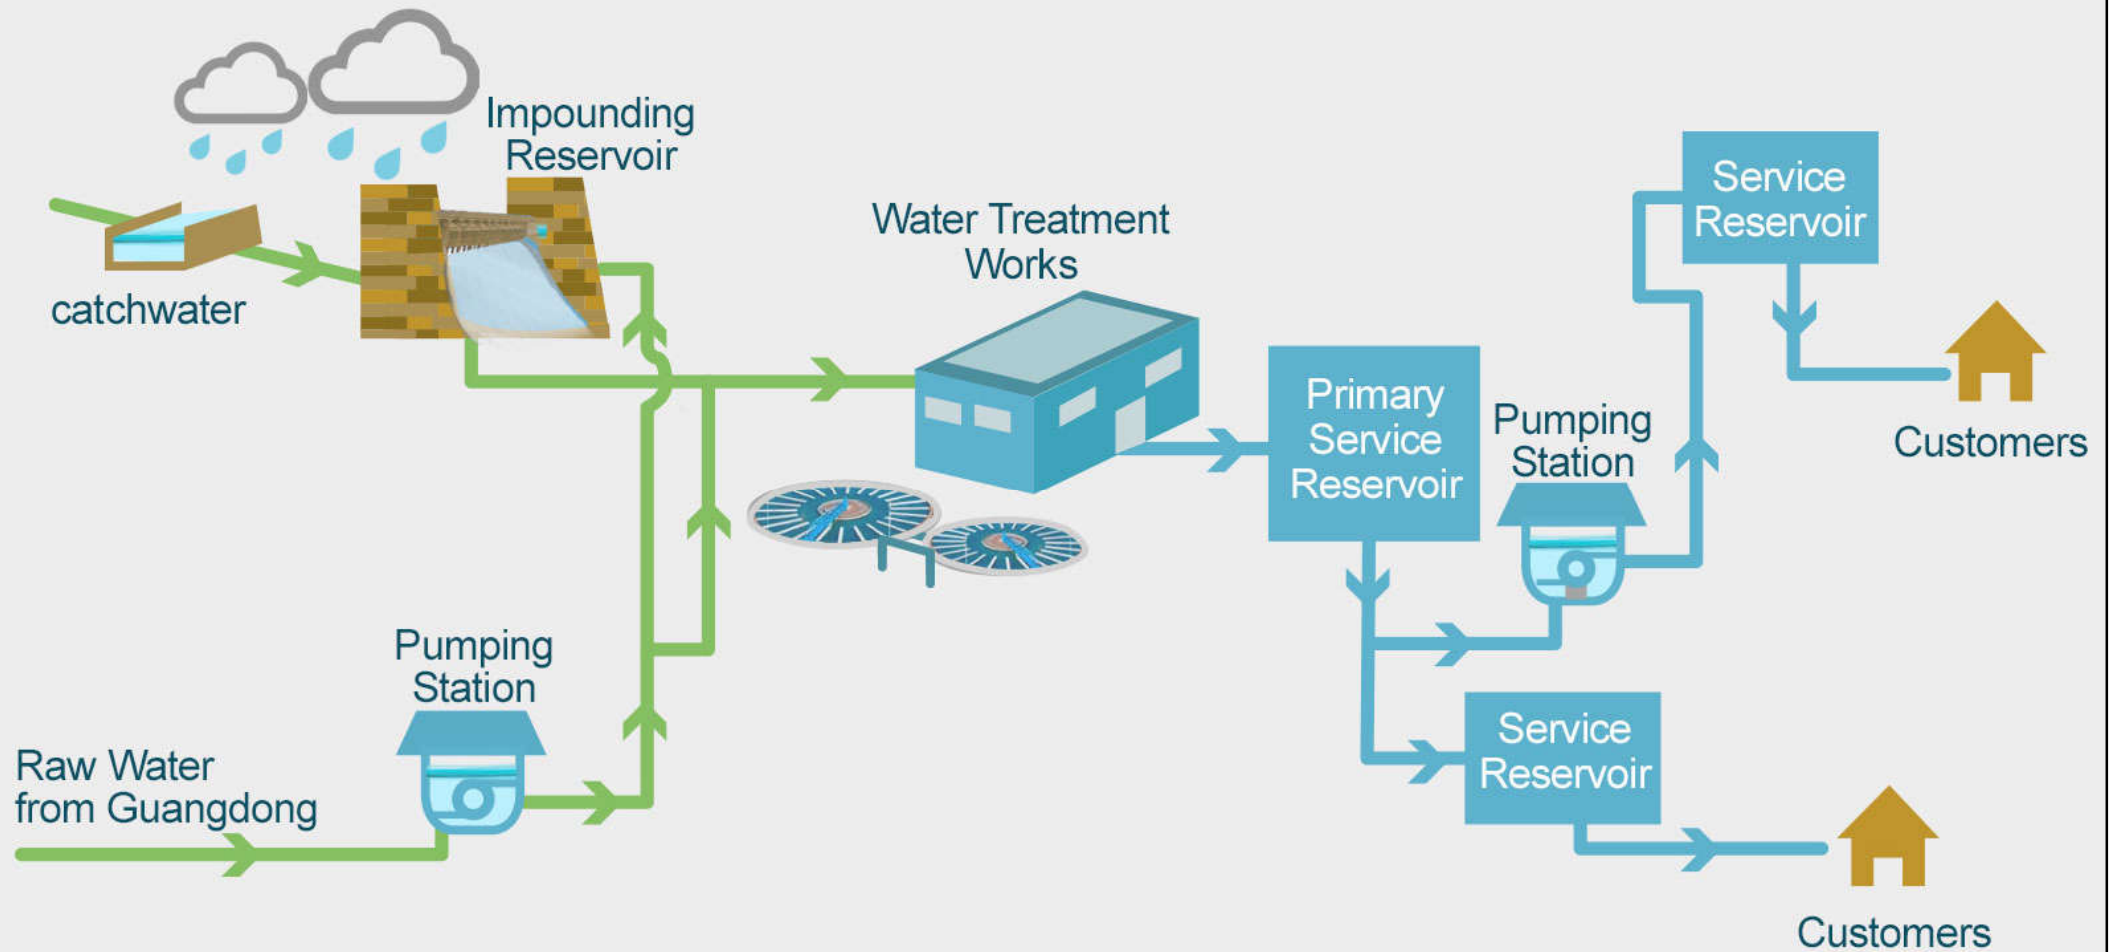 Impounding
Reservoir
catchwater
Water Treatment
Works
Service
Reservoir
Customers
Primary
Service
Reservoir
Pumping
Station
Pumping
Station
Raw Water
from Guangdong
Service
Reservoir
Customers